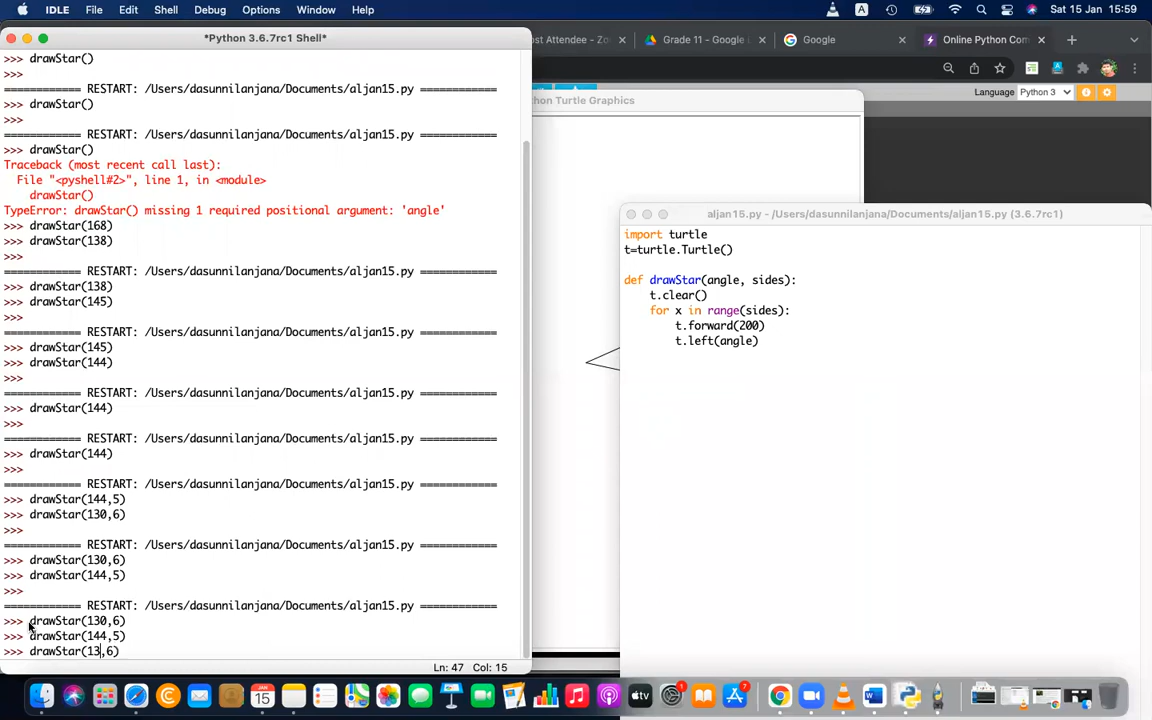 IDLE File Edit Shell Debug Options Window Help
A
Sat 15 Jan 15:59
*Python 3.6.7rc1 Shell*
>>> drawStar()
>>>
============ RESTART: /Users/dasunnilanjana/Documents/aljan15.py ============
>>> drawStar()
>>>
============ RESTART: /Users/dasunnilanjana/Documents/aljan15.py ============
>>> drawStar()
Traceback (most recent call last):
File "<pyshell#2>", line 1, in <module>
drawStar()
TypeError: drawStar() missing 1 required positional argument: 'angle'
>>> drawStar(168)
>>> drawStar(138)
>>>
============ RESTART: /Users/dasunnilanjana/Documents/aljan15.py ============
>>> drawStar(138)
>>> drawStar(145)
>>>
============ RESTART: /Users/dasunnilanjana/Documents/aljan15.py ============
>>> drawStar(145)
>>> drawStar(144)
>>>
============ RESTART: /Users/dasunnilanjana/Documents/aljan15.py ============
>>> drawStar(144)
>>>
============ RESTART: /Users/dasunnilanjana/Documents/aljan15.py ============
>>> drawStar(144)
>>>
============ RESTART: /Users/dasunnilanjana/Documents/aljan15.py ============
>>> drawStar(144,5)
>>> drawStar(130,6)
>>>
============ RESTART: /Users/dasunnilanjana/Documents/aljan15.py ============
>>> drawStar(130,6)
>>> drawStar(144,5)
>>>
============ RESTART: /Users/dasunnilanjana/Documents/aljan15.py ============
>>> drawStar(130,6)
>>> drawStar(144,5)
>>> drawStar(13,6)
Ln: 47 Col: 15
ost Attendee - Zo
Grade 11 - Google
Google
Online Python Com
Language Python 3
hon Turtle Graphics
aljan15.py - /Users/dasunnilanjana/Documents/aljan15.py (3.6.7rc1)
import turtle
t=turtle.Turtle()
def drawStar(angle, sides):
t.clear()
for x in range(sides):
t.forward(200)
t.left(angle)
JAN
15
tv
1
7